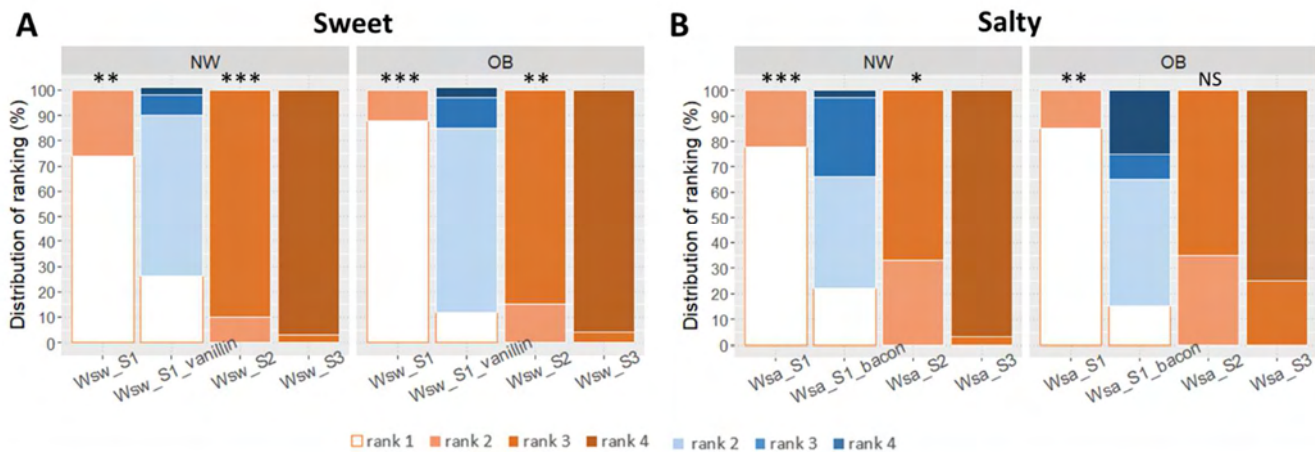 A Sweet
NW OB
** *** *** **
Distribution of ranking (%)
100
90
80
70
60
50
40
30
20
10
0
Wsw_S1 Wsw_S1_vanillin Wsw_S2 Wsw_S3 Wsw_S1 Wsw_S1_vanillin Wsw_S2 Wsw_S3
B Salty
NW OB
*** * ** NS
Distribution of ranking (%)
100
90
80
70
60
50
40
30
20
10
0
Wsa_S1 Wsa_S1_bacon Wsa_S2 Wsa_S3 Wsa_S1 Wsa_S1_bacon Wsa_S2 Wsa_S3
rank 1 rank 2 rank 3 rank 4 rank 2 rank 3 rank 4